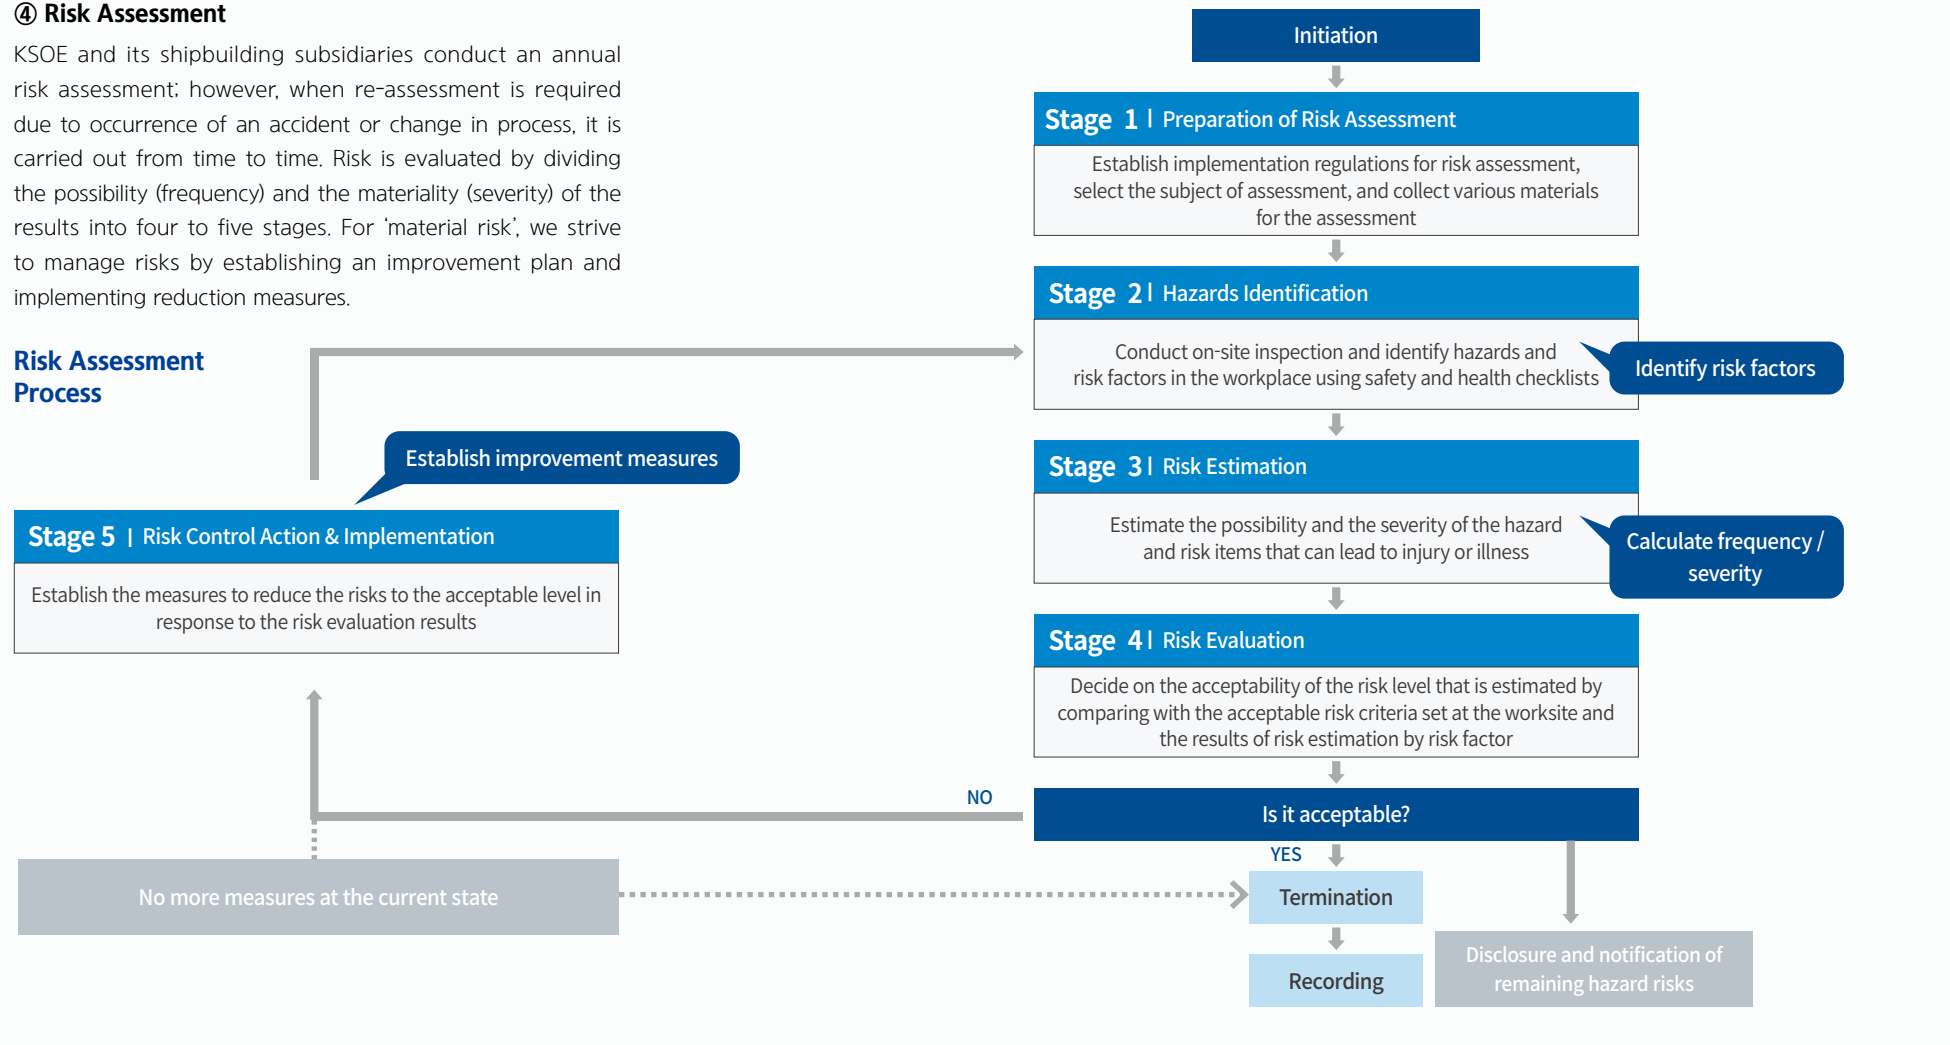 ④ Risk Assessment
KSOE and its shipbuilding subsidiaries conduct an annual
risk assessment; however, when re-assessment is required
due to occurrence of an accident or change in process, it is
carried out from time to time. Risk is evaluated by dividing
the possibility (frequency) and the materiality (severity) of the
results into four to five stages. For ‘material risk’, we strive
to manage risks by establishing an improvement plan and
implementing reduction measures.
Risk Assessment
Process
Initiation
Stage 1 | Preparation of Risk Assessment
Establish implementation regulations for risk assessment,
select the subject of assessment, and collect various materials
for the assessment
Stage 2 | Hazards Identification
Conduct on-site inspection and identify hazards and
risk factors in the workplace using safety and health checklists
Identify risk factors
Stage 3 | Risk Estimation
Estimate the possibility and the severity of the hazard
and risk items that can lead to injury or illness
Calculate frequency /
severity
Stage 4 | Risk Evaluation
Decide on the acceptability of the risk level that is estimated by
comparing with the acceptable risk criteria set at the worksite and
the results of risk estimation by risk factor
Is it acceptable?
NO
YES
Establish improvement measures
Stage 5 | Risk Control Action & Implementation
Establish the measures to reduce the risks to the acceptable level in
response to the risk evaluation results
No more measures at the current state
Termination
Recording
Disclosure and notification of
remaining hazard risks